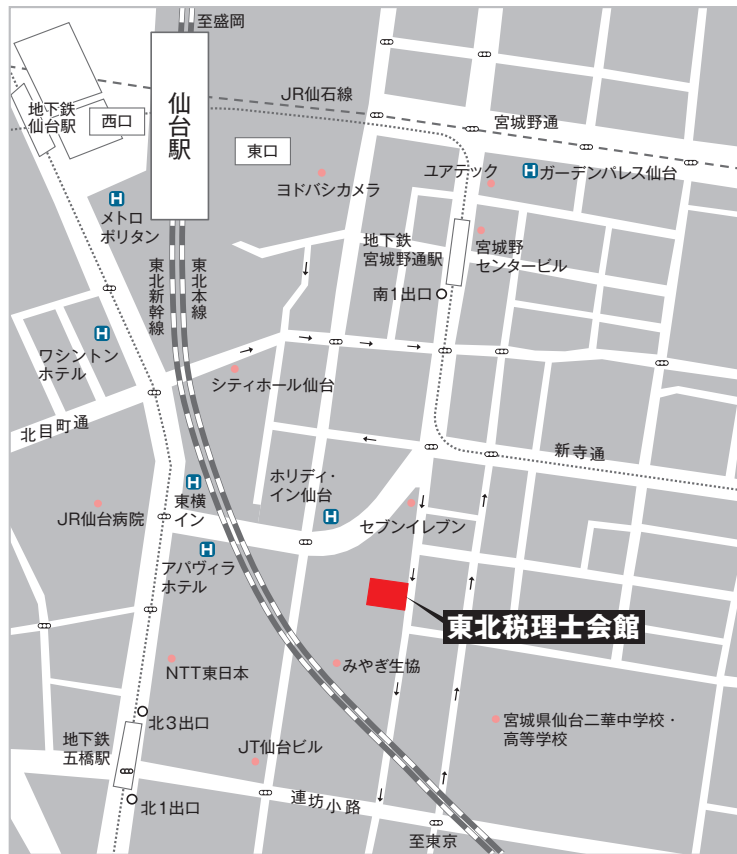 至盛岡
JR仙石線
地下鉄
仙台駅
西口
仙台駅
東口
宮城野通
ヨドバシカメラ
ユアテック
H
ガーデンパレス仙台
H
メトロ
ポリタン
東北新幹線
東北本線
地下鉄
宮城野通駅
宮城野
センタービル
南1出口
H
ワシントン
ホテル
シティホール仙台
北目町通
新寺通
H
東横
イン
ホリディ・
イン仙台
H
セブンイレブン
JR仙台病院
H
アパヴィラ
ホテル
東北税理士会館
NTT東日本
みやぎ生協
北3出口
宮城県仙台二華中学校・
高等学校
地下鉄
五橋駅
JT仙台ビル
北1出口
連坊小路
至東京